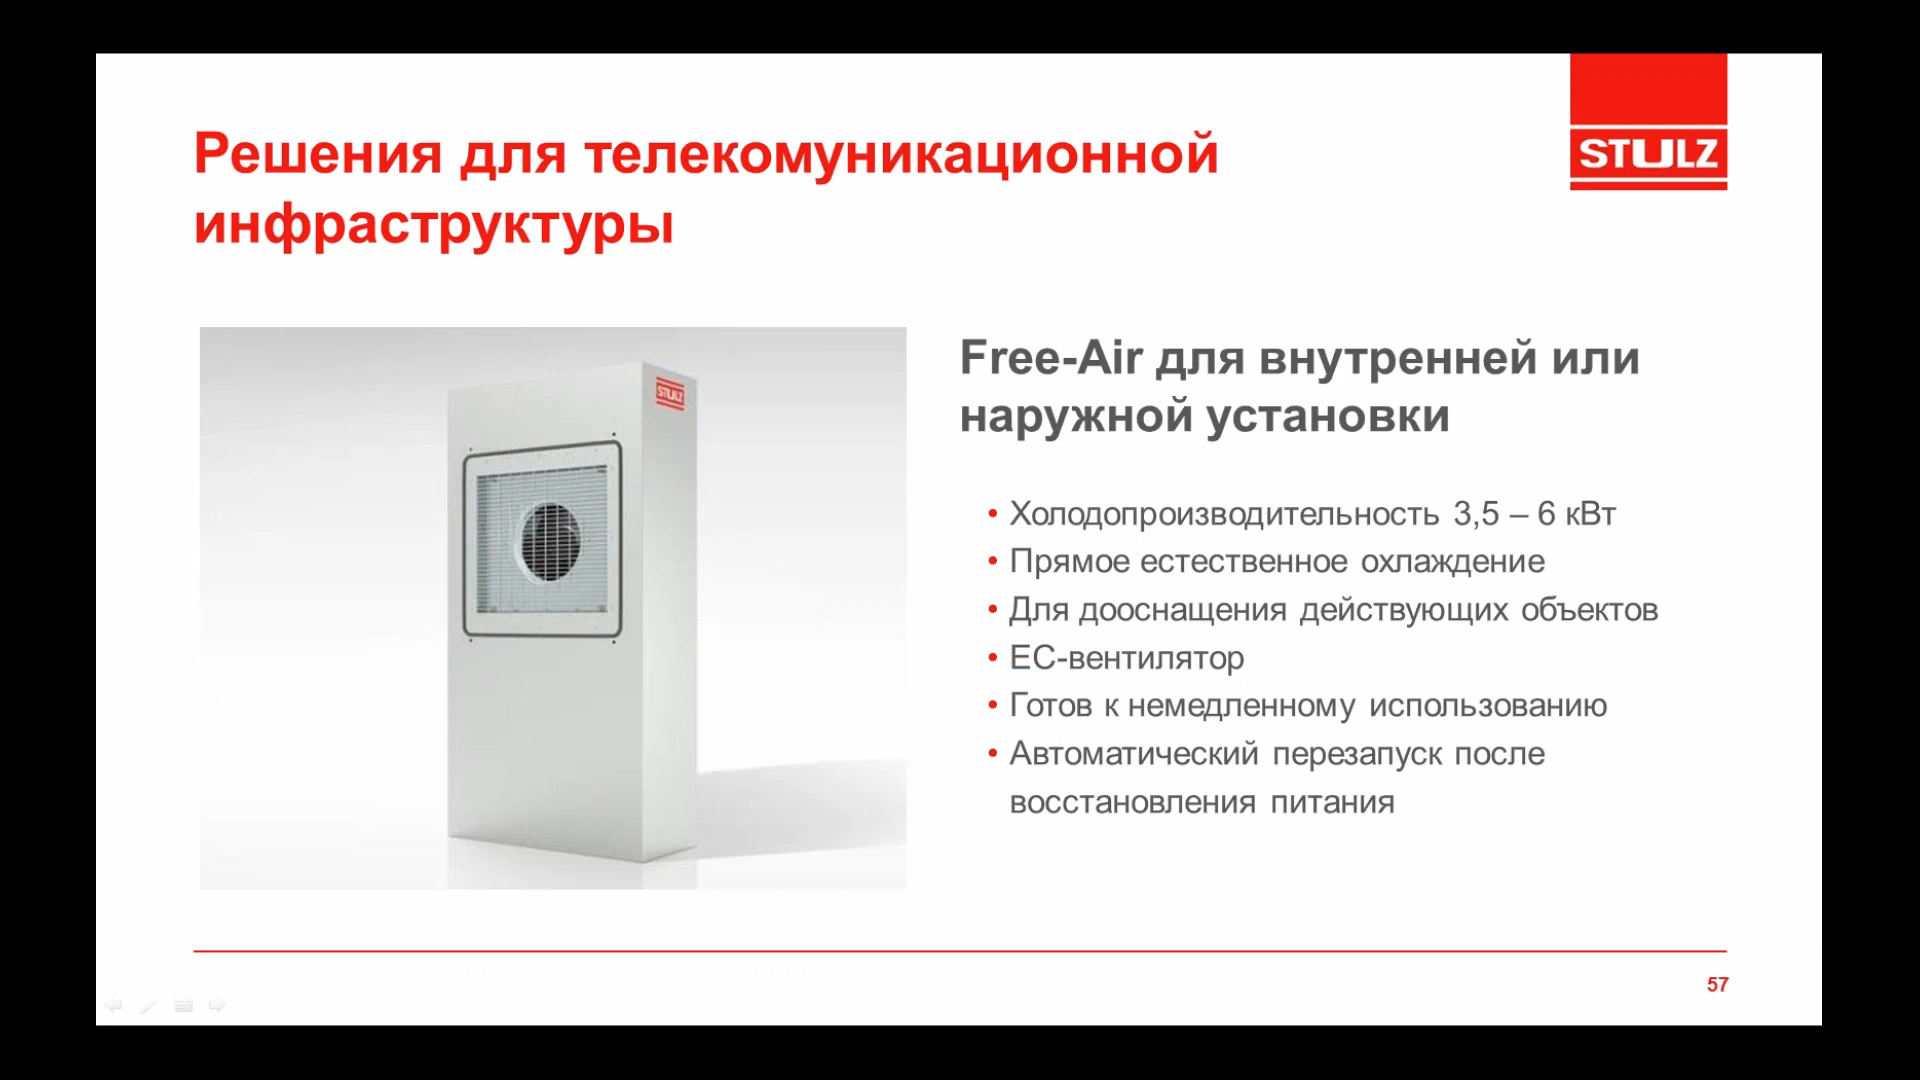 Решения для телекомуникационной
инфраструктуры
STULZ
STULZ
Free-Air для внутренней или
наружной установки
• Холодопроизводительность 3,5 – 6 кВт
• Прямое естественное охлаждение
• Для дооснащения действующих объектов
• ЕС-вентилятор
• Готов к немедленному использованию
• Автоматический перезапуск после
восстановления питания
57